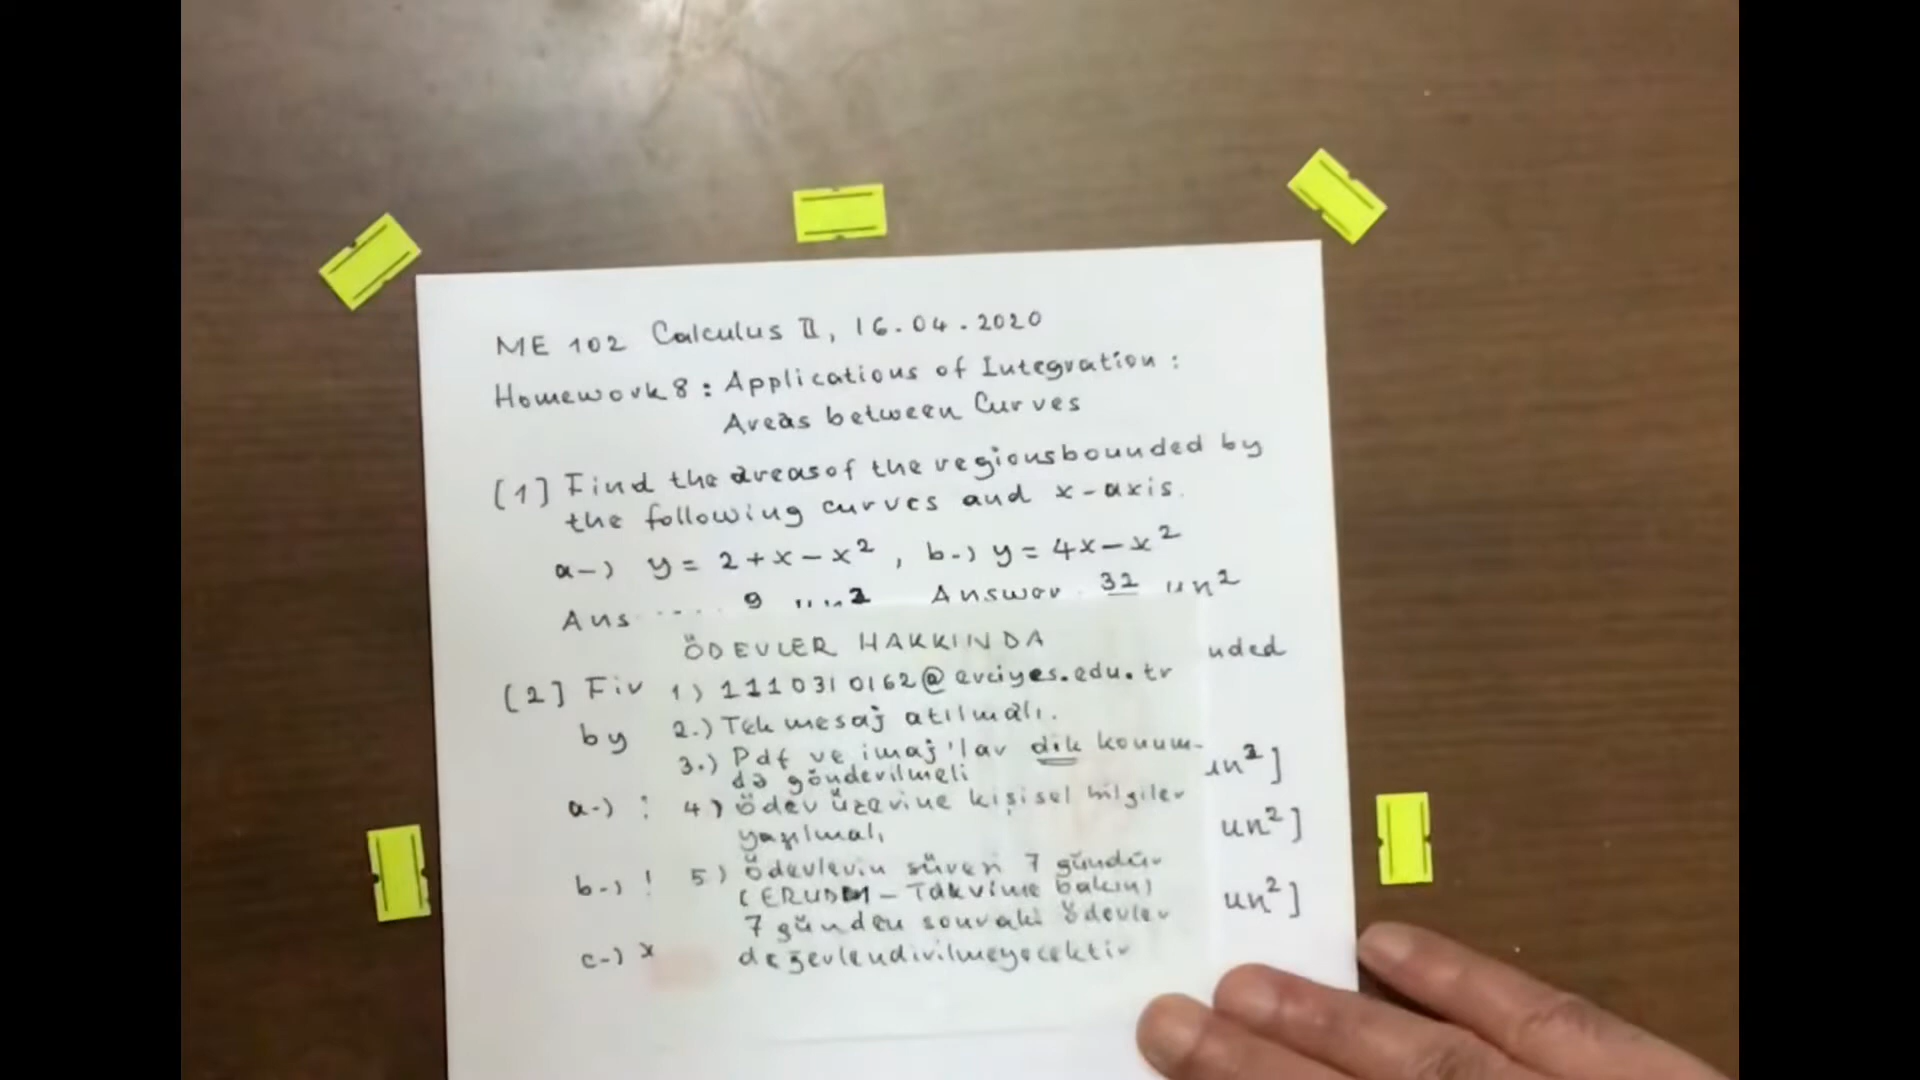 ME 102 Calculus II, 16.04.2020
Homework 8: Applications of Integration:
Areas between Curves
[1] Find the areas of the regions bounded by
the following curves and x-axis.
a-) y = 2+x-x², b-) y = 4x-x²
Ans 9 Answer 32 un²
ÖDEVLER HAKKINDA
uded
[2] Fiv 1) 1110310162@erciyes.edu.tr
by 2.) Tek mesaj atılmalı.
3.) Pdf ve imaj'lar dik konum-
da gönderilmeli
un²]
a-) 4) Ödev üzerine kişisel bilgiler
yazılmalı
un²]
b-) 5) Ödevlerin süresi 7 gündür
(ERUDM - Takvime bakın)
7 günden sonraki ödevler
un²]
c-) x değerlendirilmeyecektir